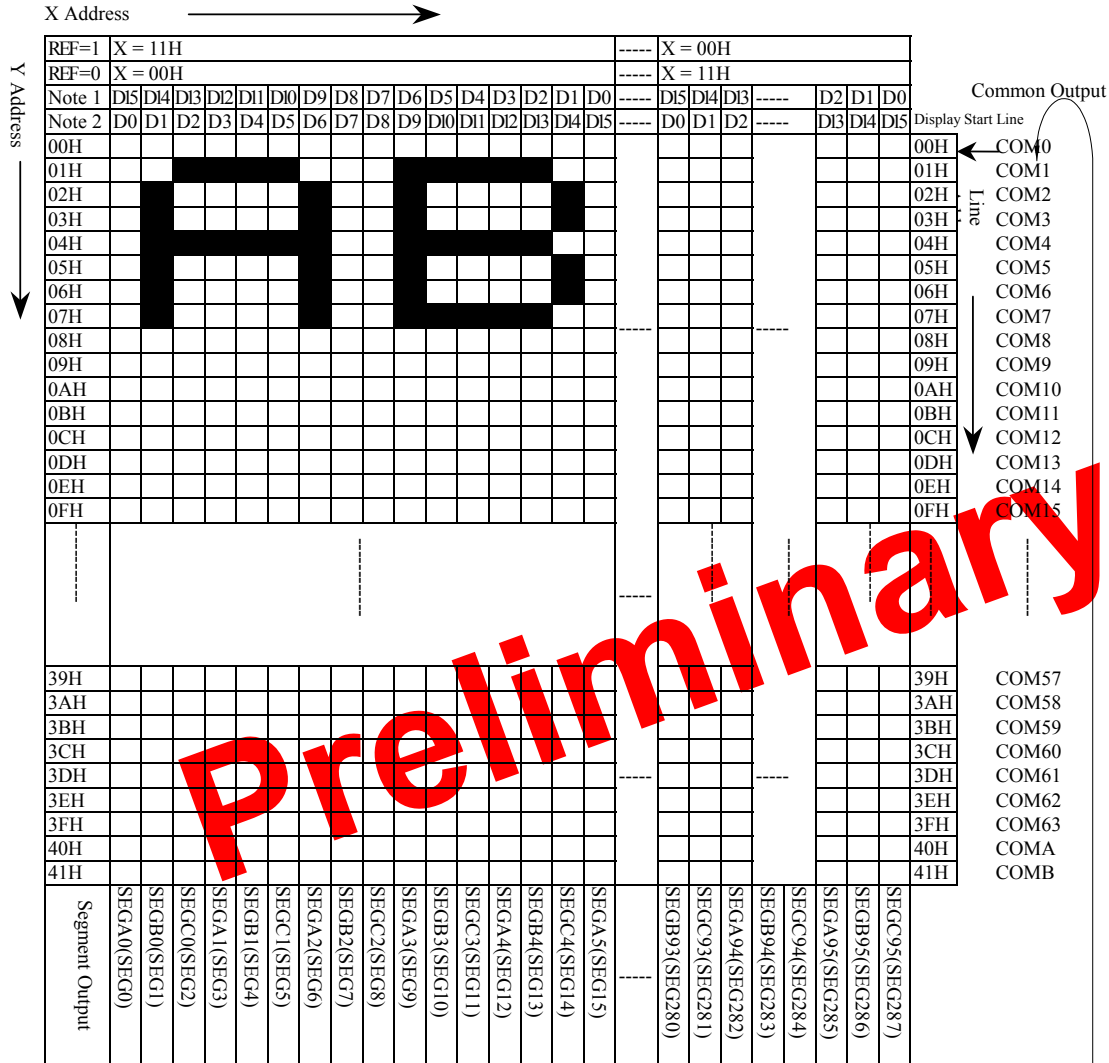 X Address
Y Address
REF=1 X = 11H ----- X = 00H
REF=0 X = 00H ----- X = 11H
Note 1 D15 D14 D13 D12 D11 D10 D9 D8 D7 D6 D5 D4 D3 D2 D1 D0 ----- D15 D14 D13 ----- D2 D1 D0 Common Output
Note 2 D0 D1 D2 D3 D4 D5 D6 D7 D8 D9 D10 D11 D12 D13 D14 D15 D0 D1 D2 D13 D14 D15 Display Start Line
00H 00H COM0
01H 01H COM1
02H 02H COM2
Line
03H 03H COM3
04H 04H COM4
05H 05H COM5
06H 06H COM6
07H ----- ----- 07H COM7
08H 08H COM8
09H 09H COM9
0AH 0AH COM10
0BH 0BH COM11
0CH 0CH COM12
0DH 0DH COM13
0EH 0EH COM14
0FH 0FH COM15
Preliminary
39H 39H COM57
3AH 3AH COM58
3BH 3BH COM59
3CH 3CH COM60
3DH ----- ----- 3DH COM61
3EH 3EH COM62
3FH 3FH COM63
40H 40H COMA
41H 41H COMB
Segment Output
SEGA0(SEG0)
SEGB0(SEG1)
SEGC0(SEG2)
SEGA1(SEG3)
SEGB1(SEG4)
SEGC1(SEG5)
SEGA2(SEG6)
SEGB2(SEG7)
SEGC2(SEG8)
SEGA3(SEG9)
SEGB3(SEG10)
SEGC3(SEG11)
SEGA4(SEG12)
SEGB4(SEG13)
SEGC4(SEG14)
SEGA5(SEG15)
-----
SEGB93(SEG280)
SEGC93(SEG281)
SEGA94(SEG282)
SEGB94(SEG283)
SEGC94(SEG284)
SEGA95(SEG285)
SEGB95(SEG286)
SEGC95(SEG287)